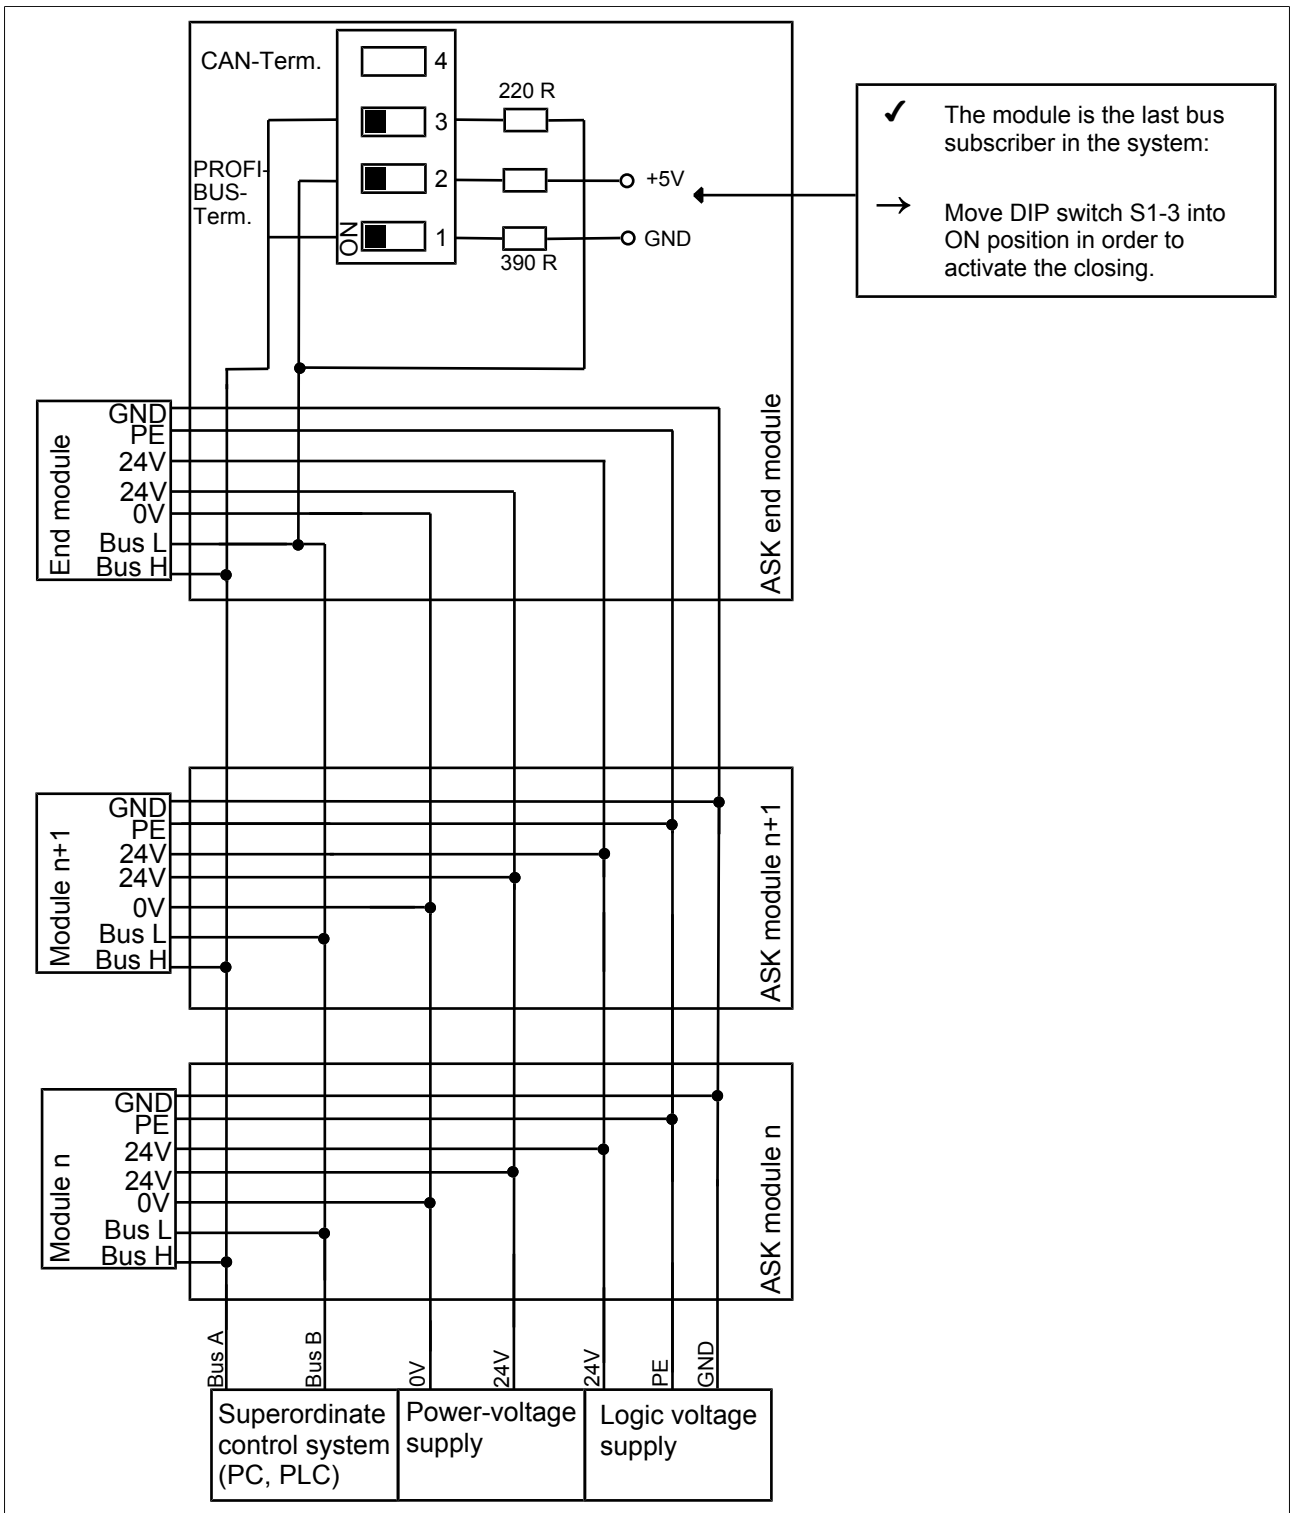 CAN-Term.
4
220 R
3
PROFI-
BUS-
Term.
2
+5V
ON
1
GND
390 R
✓ The module is the last bus
subscriber in the system:
→ Move DIP switch S1-3 into
ON position in order to
activate the closing.
End module
GND
PE
24V
24V
0V
Bus L
Bus H
ASK end module
Module n+1
GND
PE
24V
24V
0V
Bus L
Bus H
ASK module n+1
Module n
GND
PE
24V
24V
0V
Bus L
Bus H
ASK module n
Bus A
Bus B
0V
24V
24V
PE
GND
Superordinate
control system
(PC, PLC)
Power-voltage
supply
Logic voltage
supply